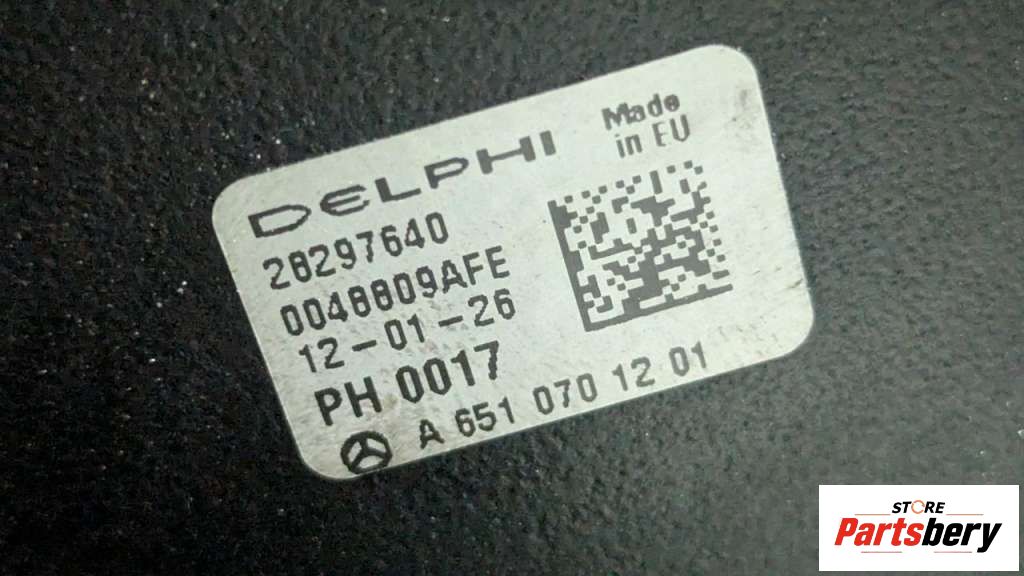 DELPHI
Made
in EU
28297640
0048809AFE
12-01-26
PH 0017
A 651 070 12 01
STORE
Partsbery